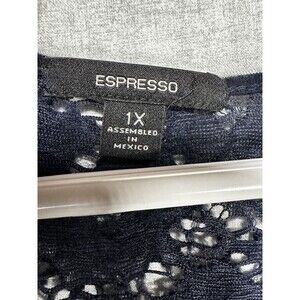 ESPRESSO
1X
ASSEMBLED
IN
MEXICO